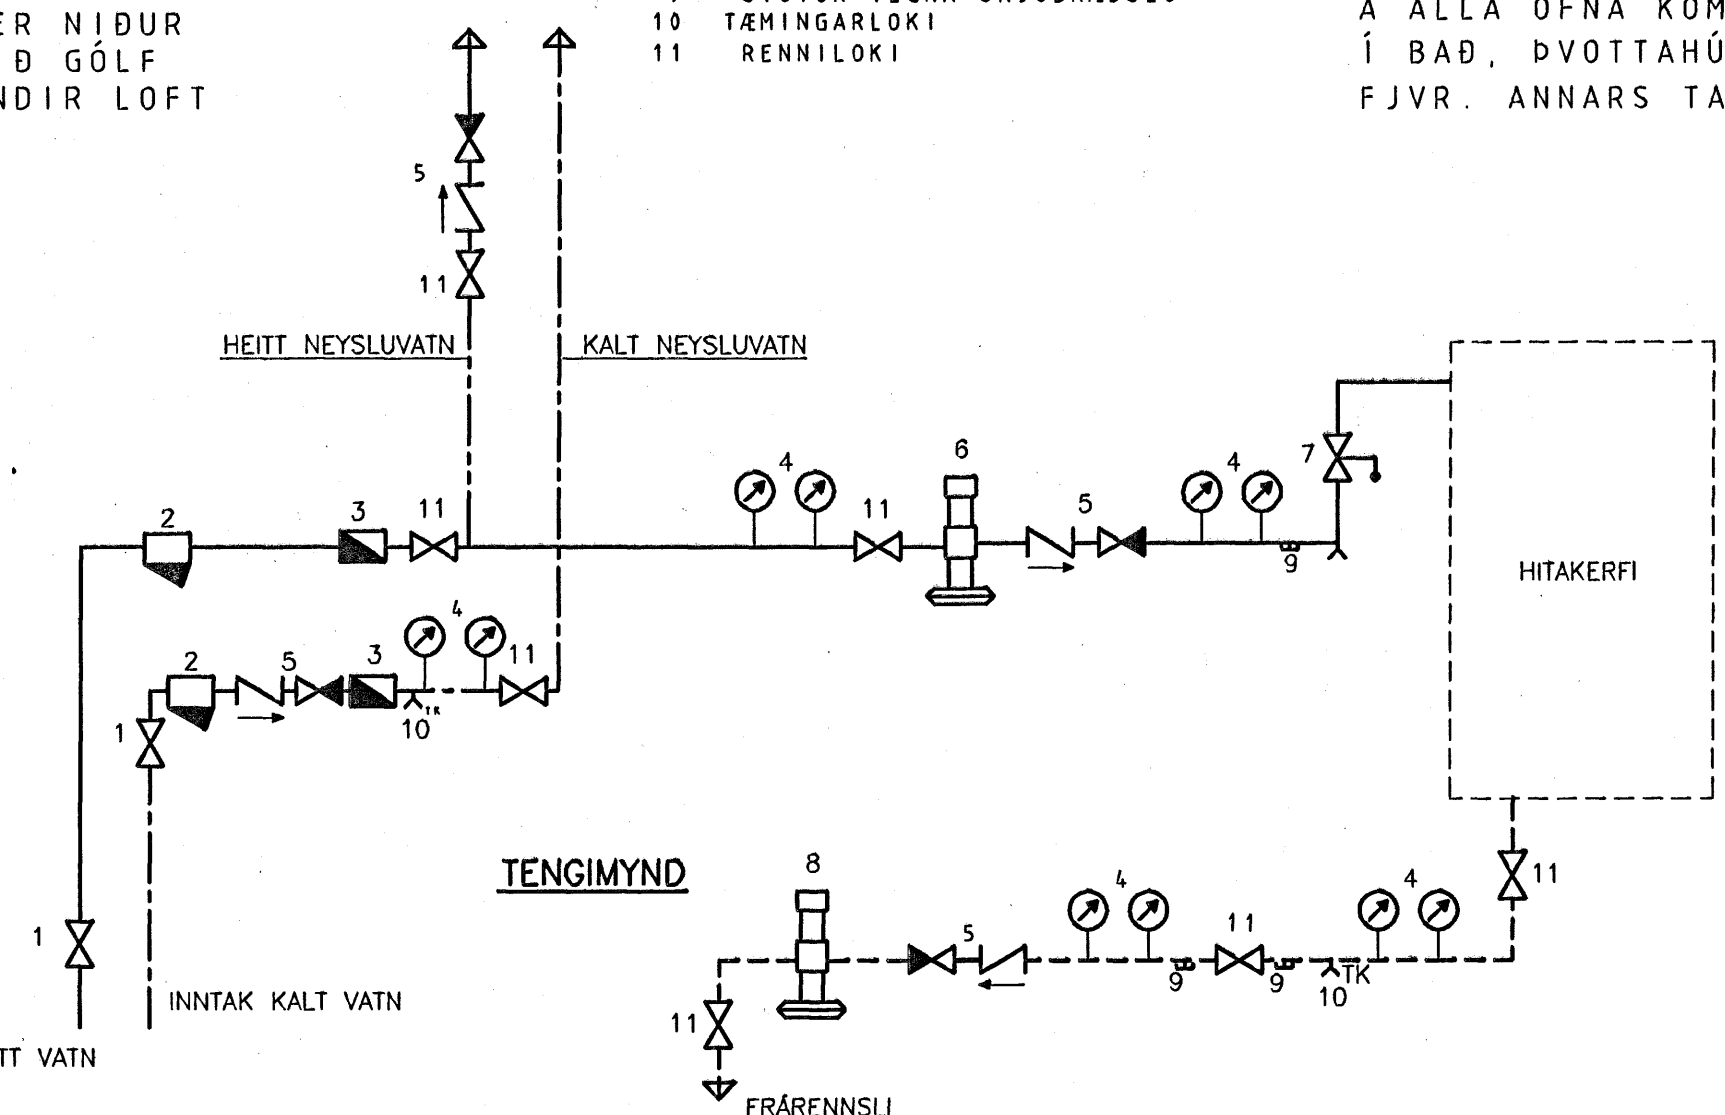 ER NIÐUR
Ð GÓLF
NDIR LOFT
10 TÆMINGARLOKI
11 RENNILOKI
Á ALLA OFNA KOM
Í BAÐ, ÞVOTTAHÚ
FJVR. ANNARS TA
5
11
HEITT NEYSLUVATN
KALT NEYSLUVATN
6
7
4
4
2
3
11
11
5
9
HITAKERFI
4
2
5
3
11
TK
10
1
TENGIMYND
8
4
4
11
11
1
5
9
9
TK
10
INNTAK KALT VATN
11
TT VATN
FRÁRENNSLI